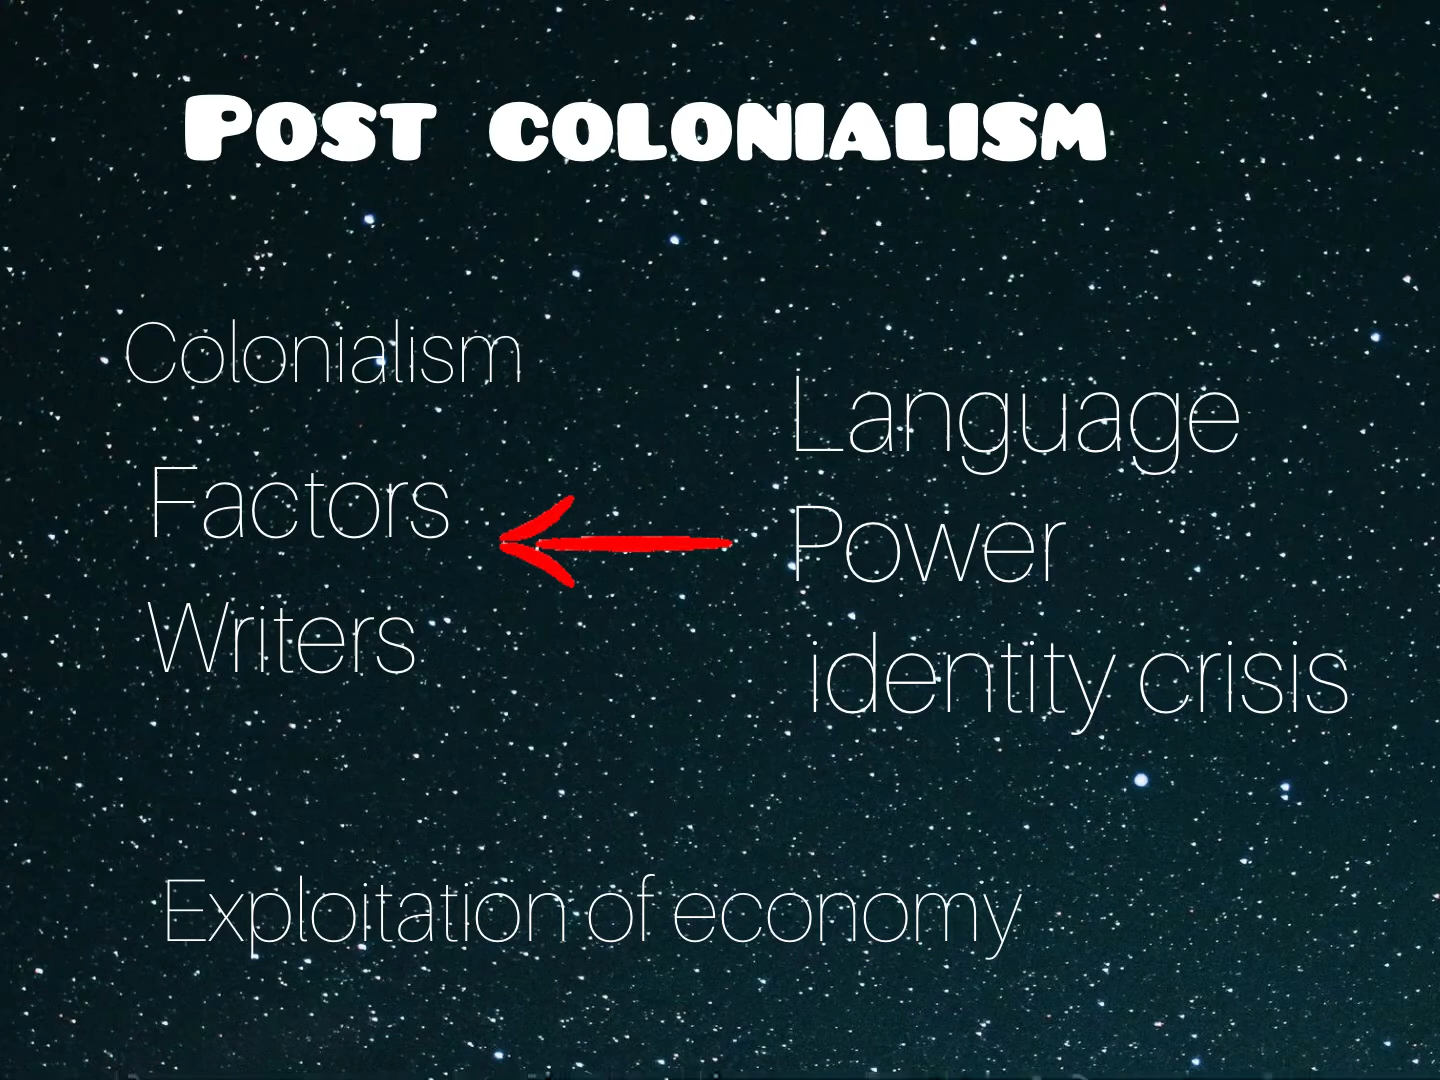 Post colonialism
Colonialism
Factors
Writers
Language
Power
identity crisis
Exploitation of economy